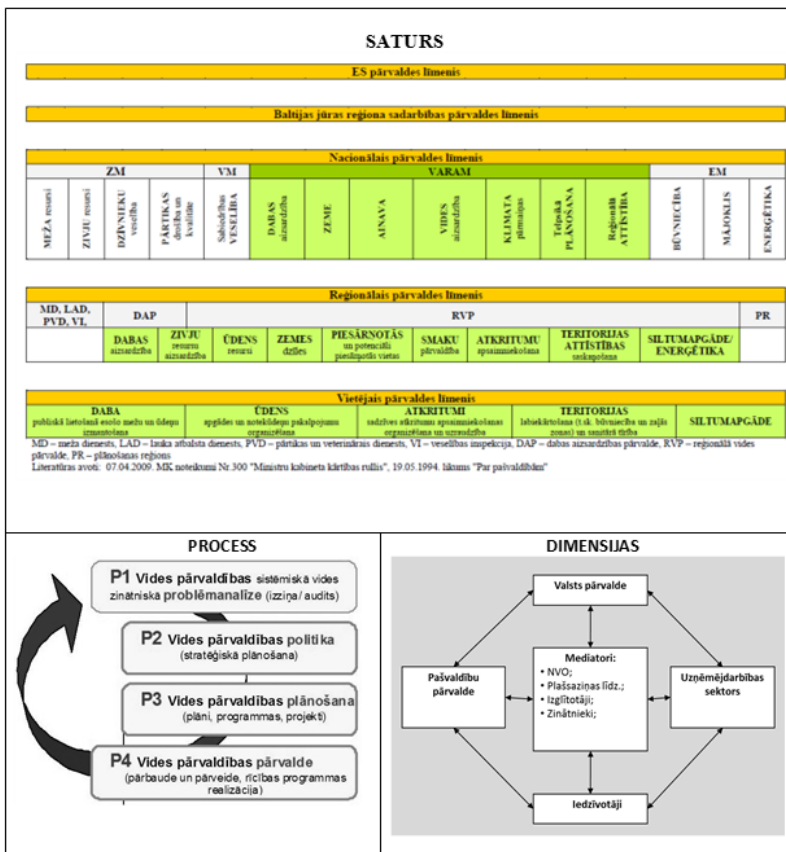 SATURS
ES pārvaldes līmenis
Baltijas jūras reģiona sadarbības pārvaldes līmenis
Nacionālais pārvaldes līmenis
ZM
VM
VARAM
EM
MEŽA resursi
ZIVJU resursi
DZĪVNIEKU
veselība
PĀRTIKAS
drošība un
kvalitāte
Sabiedrības
VESELĪBA
DABAS
aizsardzība
ZEME
AINAVA
VIDES
aizsardzība
KLIMATA
pārmaiņas
Telpiskā
PLĀNOŠANA
Reģionālā
ATTĪSTĪBA
BŪVNIECĪBA
MĀJOKLIS
ENERĢĒTIKA
Reģionālais pārvaldes līmenis
MD, LAD,
PVD, VI,
DAP
RVP
PR
DABAS
aizsardzība
ZIVJU
resursu
aizsardzība
ŪDENS
resursi
ZEMES
dzīles
PIESĀRŅOTĀS
un potenciāli
piesārņotās vietas
SMAKU
pārvaldība
ATKRITUMU
apsaimniekošana
TERITORIJAS
ATTĪSTĪBAS
saskaņošana
SILTUMAPGĀDE/
ENERĢĒTIKA
Vietējais pārvaldes līmenis
DABA
publiskā lietošanā esošo mežu un ūdeņu
izmantošana
ŪDENS
apgādes un notekūdeņu pakalpojumu
organizēšana
ATKRITUMI
sadzīves atkritumu apsaimniekošanas
organizēšana un uzraudzība
TERITORIJAS
labiekārtošana (t.sk. būvniecība un zaļās
zonas) un sanitārā tīrība
SILTUMAPGĀDE
MD – meža dienests, LAD – lauka atbalsta dienests, PVD – pārtikas un veterinārais dienests, VI – veselības inspekcija, DAP – dabas aizsardzības pārvalde, RVP – reģionālā vides
pārvalde, PR – plānošanas reģions
Literatūras avoti: 07.04.2009. MK noteikumi Nr.300 "Ministru kabineta kārtības rullis", 19.05.1994. likums "Par pašvaldībām"
PROCESS
P1 Vides pārvaldības sistēmiskā vides
zinātniskā problēmanalīze (izziņa/ audits)
P2 Vides pārvaldības politika
(stratēģiskā plānošana)
P3 Vides pārvaldības plānošana
(plāni, programmas, projekti)
P4 Vides pārvaldības pārvalde
(pārbaude un pārveide, rīcības programmas
realizācija)
DIMENSIJAS
Valsts pārvalde
Pašvaldību
pārvalde
Mediatori:
• NVO;
• Plašsaziņas līdz.;
• Izglītotāji;
• Zinātnieki;
Uzņēmējdarbības
sektors
Iedzīvotāji